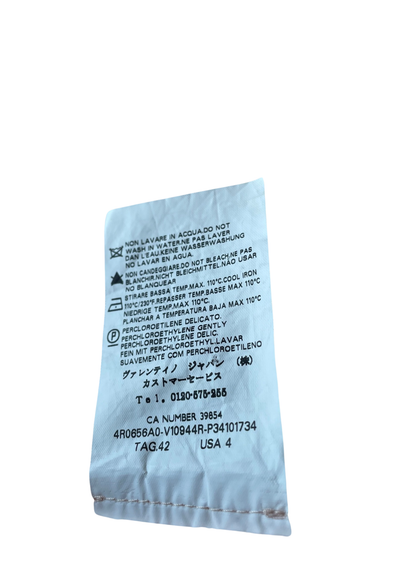 NON LAVARE IN ACQUA.DO NOT
WASH IN WATER.NE PAS LAVER
DAN L'EAU.KEINE WASSERWASHUNG
NO LAVAR EN AGUA.
NON CANDEGGIARE.DO NOT BLEACH.NE PAS
BLANCHIR.NICHT BLEICHMITTEL.NÃO USAR
NO BLANQUEAR
STIRARE BASSA TEMP.MAX. 110°C.COOL IRON
110°C/230°F.REPASSER TEMP.BASSE MAX 110°C
NIEDRIGE TEMP.MAX 110°C.
PLANCHAR A TEMPERATURA BAJA MAX 110°C
P
PERCLOROETILENE DELICATO.
PERCHLOROETHYLENE GENTLY
PERCHLOROETHYLENE DELIC.
FEIN MIT PERCHLOROETHYLLAVAR
SUAVEMENTE COM PERCHLOROETILENO
ヴァレンティノ ジャパン (株)
カストマーセービス
Tel. 0120-575-255
CA NUMBER 39854
4R0656A0-V10944R-P34101734
TAG.42 USA 4